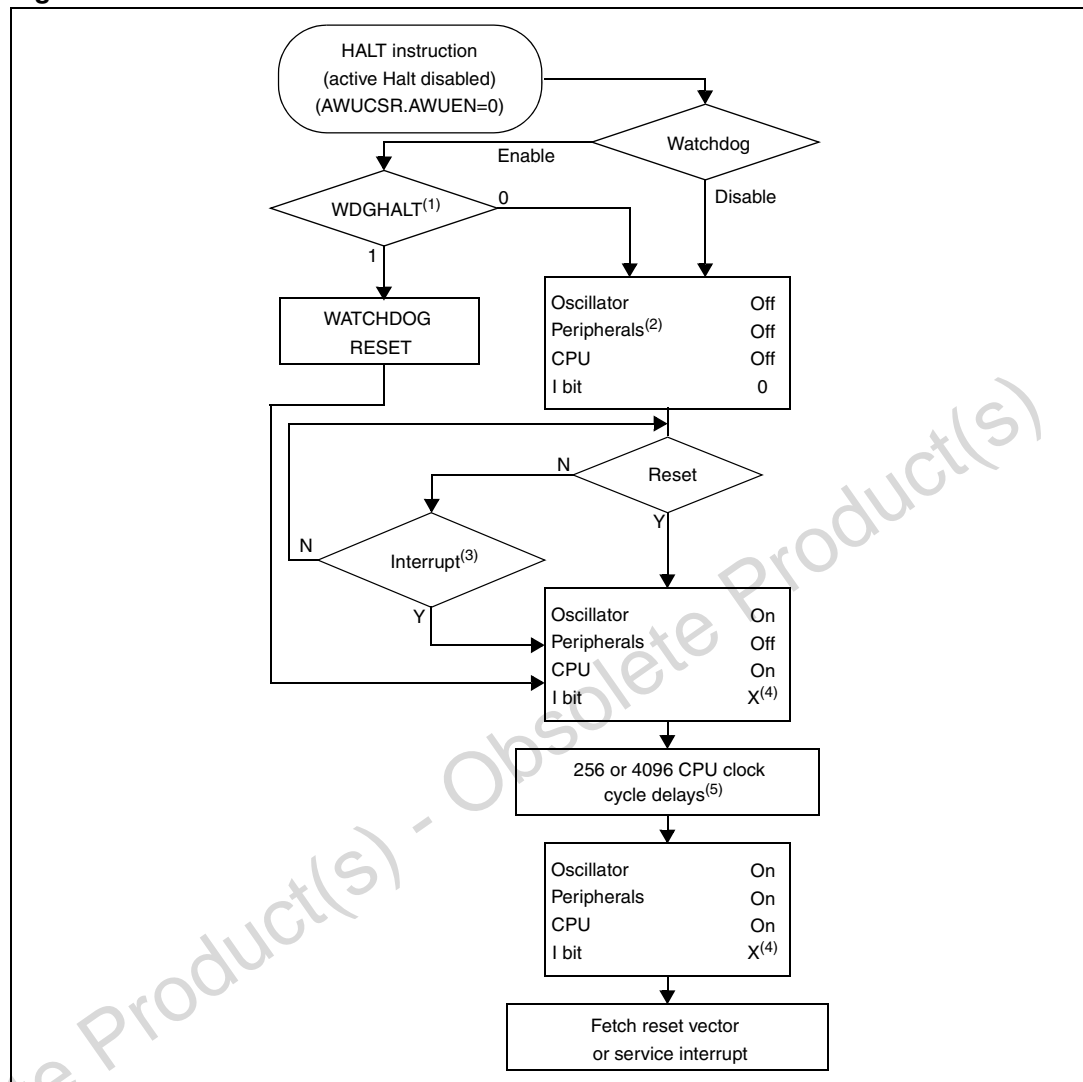 HALT instruction
(active Halt disabled)
(AWUCSR.AWUEN=0)
Watchdog
Enable
Disable
WDGHALT(1)
0
1
WATCHDOG
RESET
Oscillator Off
Peripherals(2) Off
CPU Off
I bit 0
Reset
N
Y
Interrupt(3)
N
Y
Oscillator On
Peripherals Off
CPU On
I bit X(4)
256 or 4096 CPU clock
cycle delays(5)
Oscillator On
Peripherals On
CPU On
I bit X(4)
Fetch reset vector
or service interrupt
te Product(s) - Obsolete Product(s)